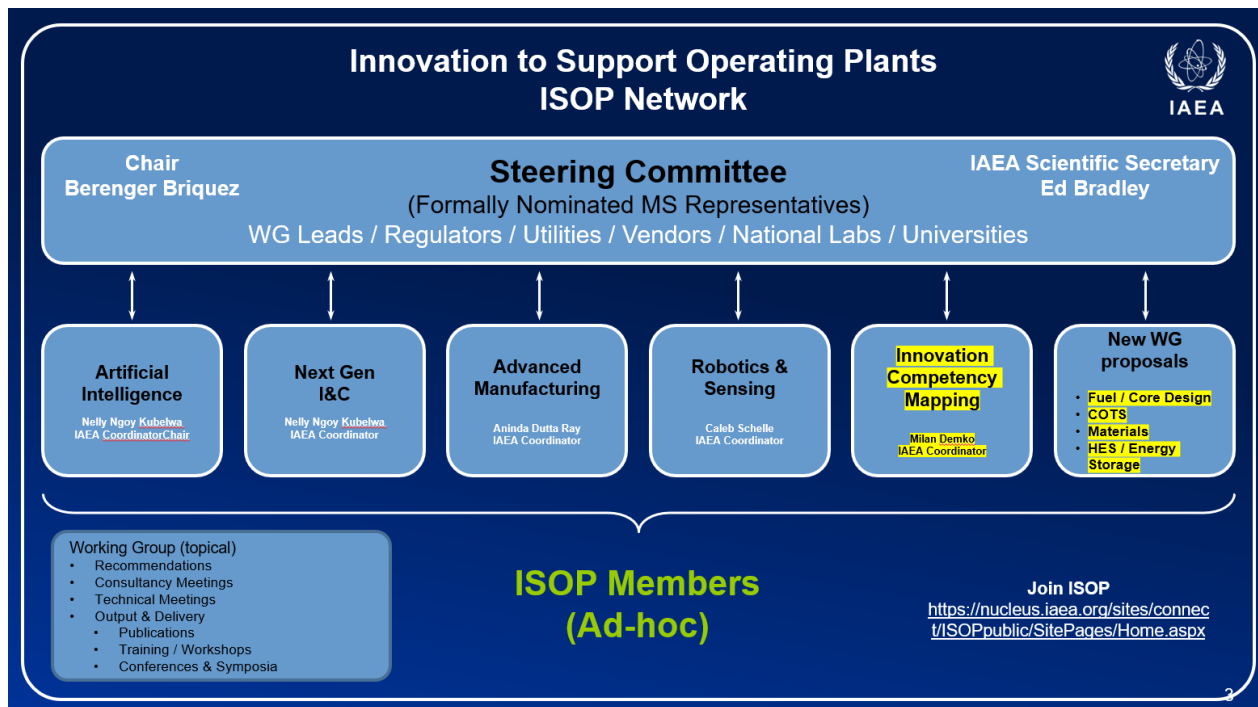 Innovation to Support Operating Plants
ISOP Network
IAEA
Chair
Berenger Briquez
Steering Committee
(Formally Nominated MS Representatives)
WG Leads / Regulators / Utilities / Vendors / National Labs / Universities
IAEA Scientific Secretary
Ed Bradley
Artificial
Intelligence
Nelly Ngoy Kubelwa
IAEA CoordinatorChair
Next Gen
I&C
Nelly Ngoy Kubelwa
IAEA Coordinator
Advanced
Manufacturing
Aninda Dutta Ray
IAEA Coordinator
Robotics &
Sensing
Caleb Schelle
IAEA Coordinator
Innovation
Competency
Mapping
Milan Demko
IAEA Coordinator
New WG
proposals
• Fuel / Core Design
• COTS
• Materials
• HES / Energy
Storage
Working Group (topical)
• Recommendations
• Consultancy Meetings
• Technical Meetings
• Output & Delivery
• Publications
• Training / Workshops
• Conferences & Symposia
ISOP Members
(Ad-hoc)
Join ISOP
https://nucleus.iaea.org/sites/connec
t/ISOPpublic/SitePages/Home.aspx
3